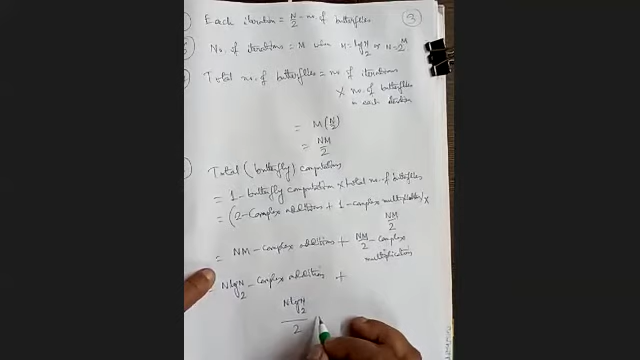 Each iteration = N/2 - no of butterflies
3
No. of iterations = M where M = log₂N or N = 2^M
Total no. of butterflies = no of iterations
× no. of butterflies
in each iteration
= M(N/2)
= NM/2
Total (butterfly) computations
= 1-butterfly computation × total no. of butterflies
= (2-complex additions + 1-complex multiplication) ×
NM/2
= NM-complex additions + NM/2-complex
multiplications
= Nlog₂N-complex additions +
Nlog₂N/2